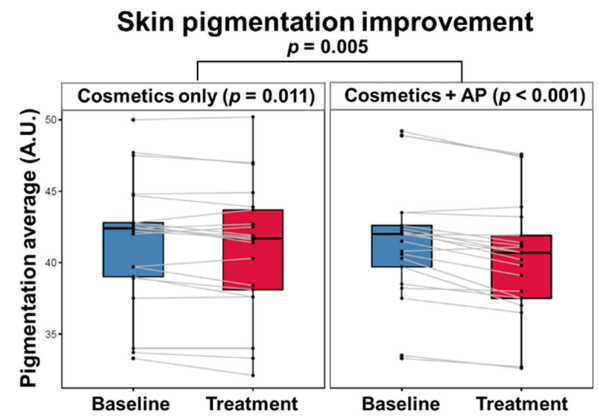 Skin pigmentation improvement
p = 0.005
Cosmetics only (p = 0.011)
Cosmetics + AP (p < 0.001)
Pigmentation average (A.U.)
50
45
40
35
Baseline
Treatment
Baseline
Treatment